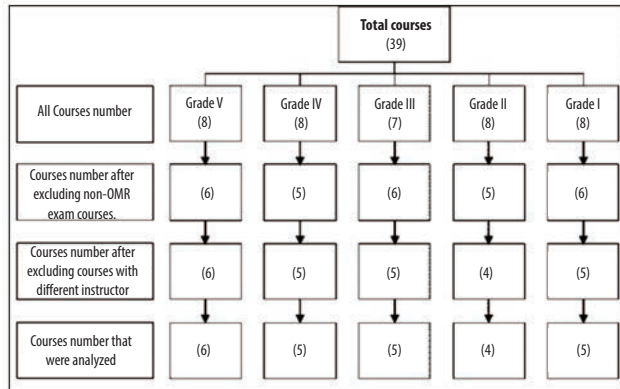 Total courses
(39)
All Courses number
Grade V
(8)
Grade IV
(8)
Grade III
(7)
Grade II
(8)
Grade I
(8)
Courses number after
excluding non-OMR
exam courses.
(6)
(5)
(6)
(5)
(6)
Courses number after
excluding courses with
different instructor
(6)
(5)
(5)
(4)
(5)
Courses number that
were analyzed
(6)
(5)
(5)
(4)
(5)